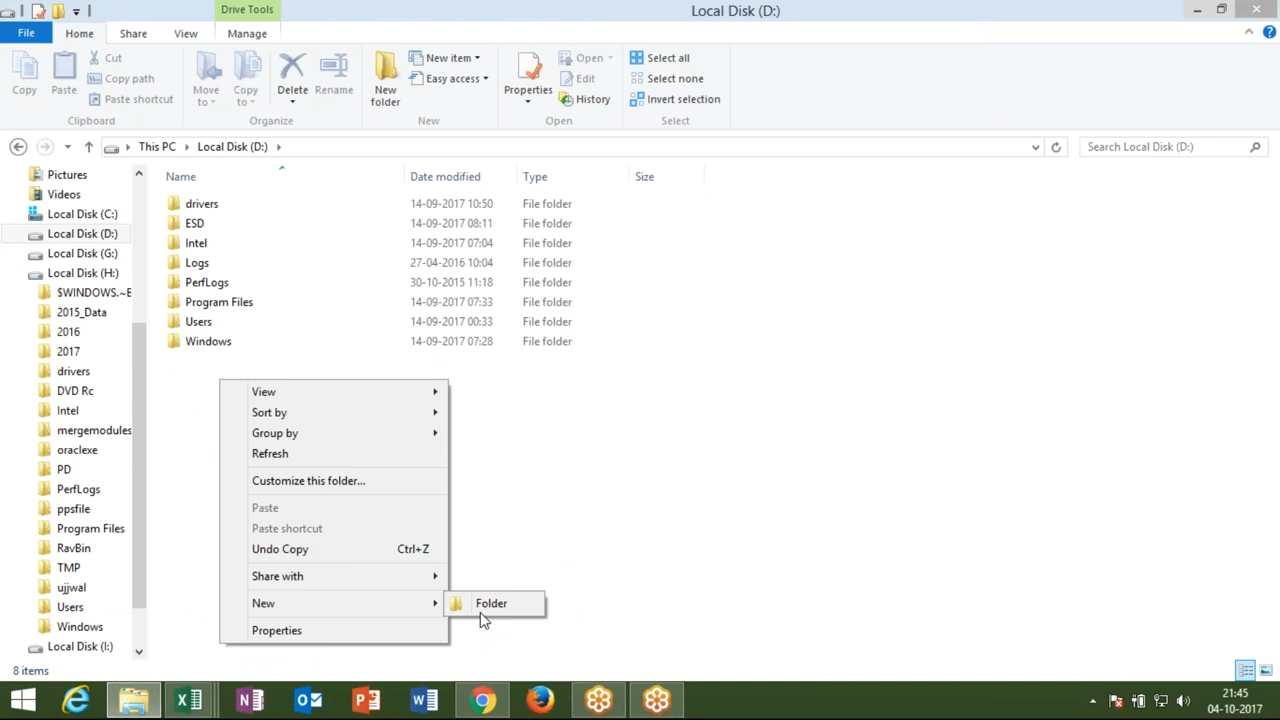 Drive Tools
Local Disk (D:)
File
Home
Share
View
Manage
Copy
Paste
Cut
Copy path
Paste shortcut
Clipboard
Move to
Copy to
Delete
Rename
Organize
New folder
New item
Easy access
New
Properties
Open
Edit
History
Open
Select all
Select none
Invert selection
Select
This PC
Local Disk (D:)
Search Local Disk (D:)
Pictures
Videos
Local Disk (C:)
Local Disk (D:)
Local Disk (G:)
Local Disk (H:)
$WINDOWS.~E
2015_Data
2016
2017
drivers
DVD Rc
Intel
mergemodules
oraclexe
PD
PerfLogs
ppsfile
Program Files
RavBin
TMP
ujjwal
Users
Windows
Local Disk (I:)
Name Date modified Type Size
drivers 14-09-2017 10:50 File folder
ESD 14-09-2017 08:11 File folder
Intel 14-09-2017 07:04 File folder
Logs 27-04-2016 10:04 File folder
PerfLogs 30-10-2015 11:18 File folder
Program Files 14-09-2017 07:33 File folder
Users 14-09-2017 00:33 File folder
Windows 14-09-2017 07:28 File folder
View
Sort by
Group by
Refresh
Customize this folder...
Paste
Paste shortcut
Undo Copy Ctrl+Z
Share with
New
Properties
Folder
8 items
21:45
04-10-2017